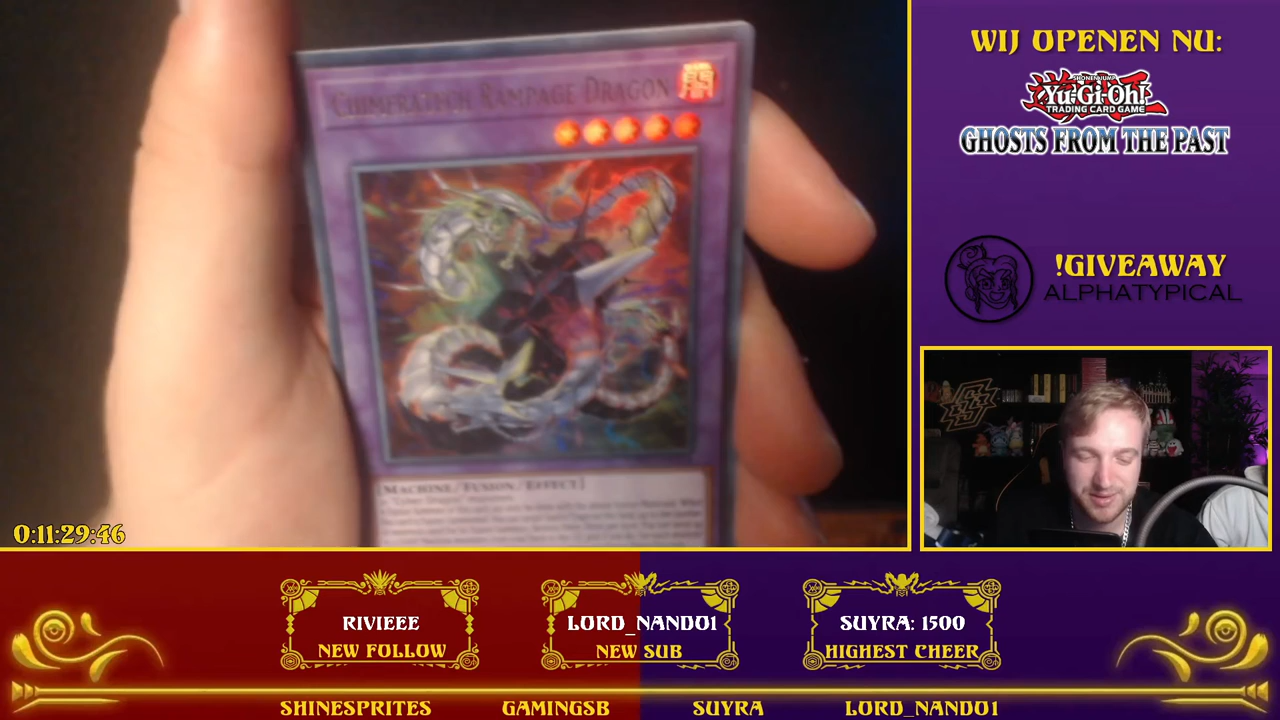 CHIMERATECH RAMPAGE DRAGON
[MACHINE/FUSION/EFFECT]
0:11:29:46
WIJ OPENEN NU:
SHONEN JUMP
Yu-Gi-Oh!
TRADING CARD GAME
GHOSTS FROM THE PAST
!GIVEAWAY
ALPHATYPICAL
RIVIEEE
NEW FOLLOW
LORD_NANDO1
NEW SUB
SUYRA: 1500
HIGHEST CHEER
SHINESPRITES
GAMINGSB
SUYRA
LORD_NANDO1